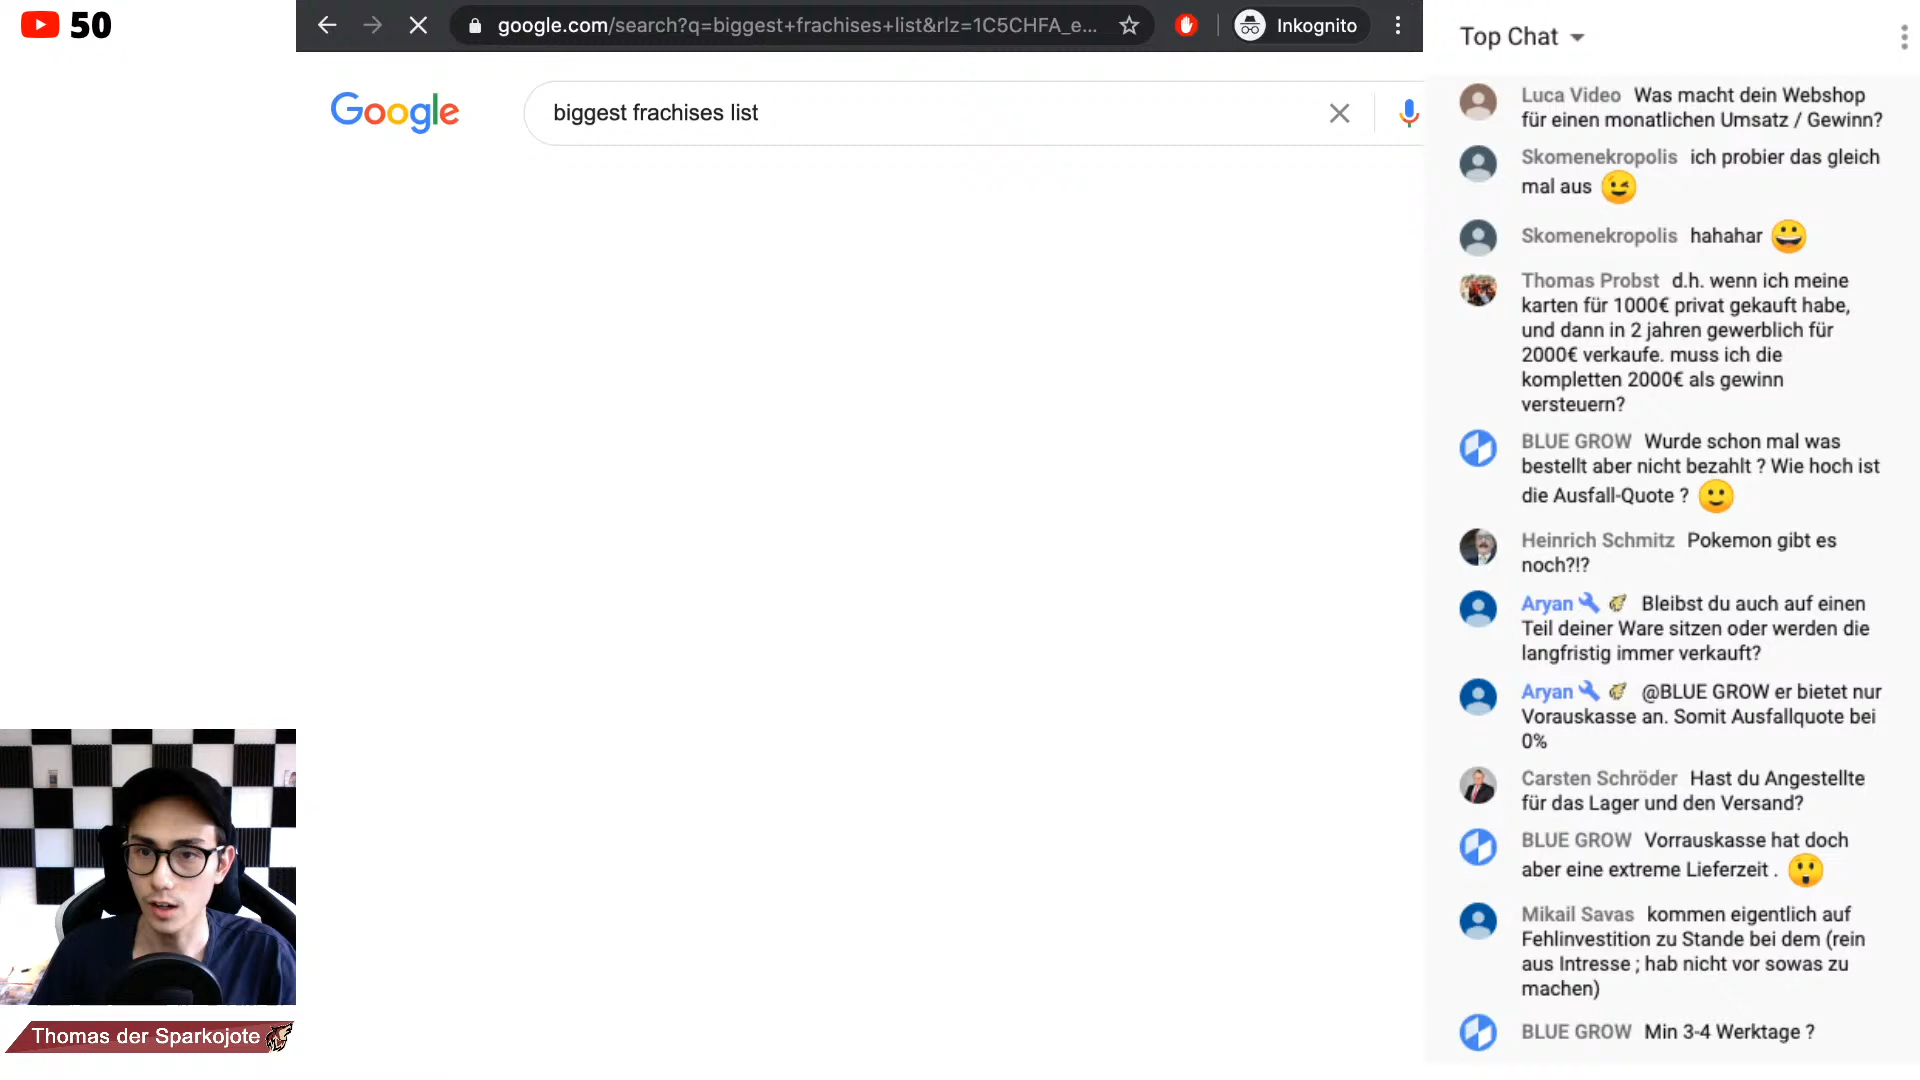 50
google.com/search?q=biggest+frachises+list&rlz=1C5CHFA_e...
Inkognito
Google
biggest frachises list
Top Chat
Luca Video Was macht dein Webshop
für einen monatlichen Umsatz / Gewinn?
Skomenekropolis ich probier das gleich
mal aus
Skomenekropolis hahahar
Thomas Probst d.h. wenn ich meine
karten für 1000€ privat gekauft habe,
und dann in 2 jahren gewerblich für
2000€ verkaufe. muss ich die
kompletten 2000€ als gewinn
versteuern?
BLUE GROW Wurde schon mal was
bestellt aber nicht bezahlt ? Wie hoch ist
die Ausfall-Quote ?
Heinrich Schmitz Pokemon gibt es
noch?!?
Aryan Bleibst du auch auf einen
Teil deiner Ware sitzen oder werden die
langfristig immer verkauft?
Aryan @BLUE GROW er bietet nur
Vorauskasse an. Somit Ausfallquote bei
0%
Carsten Schröder Hast du Angestellte
für das Lager und den Versand?
BLUE GROW Vorrauskasse hat doch
aber eine extreme Lieferzeit .
Mikail Savas kommen eigentlich auf
Fehlinvestition zu Stande bei dem (rein
aus Intresse ; hab nicht vor sowas zu
machen)
BLUE GROW Min 3-4 Werktage ?
Thomas der Sparkojote